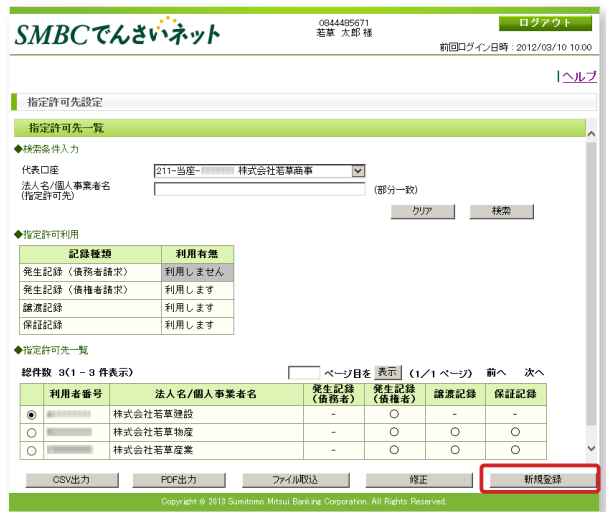 SMBCでんさいネット
0844485671
若草 太郎 様
ログアウト
前回ログイン日時：2012/03/10 10:00
|ヘルプ
指定許可先設定
指定許可先一覧
◆検索条件入力
代表口座 211-当座- 株式会社若草商事
法人名/個人事業者名
(指定許可先) (部分一致)
クリア 検索
◆指定許可利用
記録種類 利用有無
発生記録（債務者請求） 利用しません
発生記録（債権者請求） 利用します
譲渡記録 利用します
保証記録 利用します
◆指定許可先一覧
総件数 3(1 - 3 件表示) ページ目を 表示 (1／1 ページ) 前へ 次へ
利用者番号 法人名/個人事業者名 発生記録(債務者) 発生記録(債権者) 譲渡記録 保証記録
株式会社若草建設 - ○ - -
株式会社若草物産 - ○ ○ ○
株式会社若草産業 - ○ ○ ○
CSV出力 PDF出力 ファイル取込 修正 新規登録
Copyright © 2013 Sumitomo Mitsui Banking Corporation. All Rights Reserved.